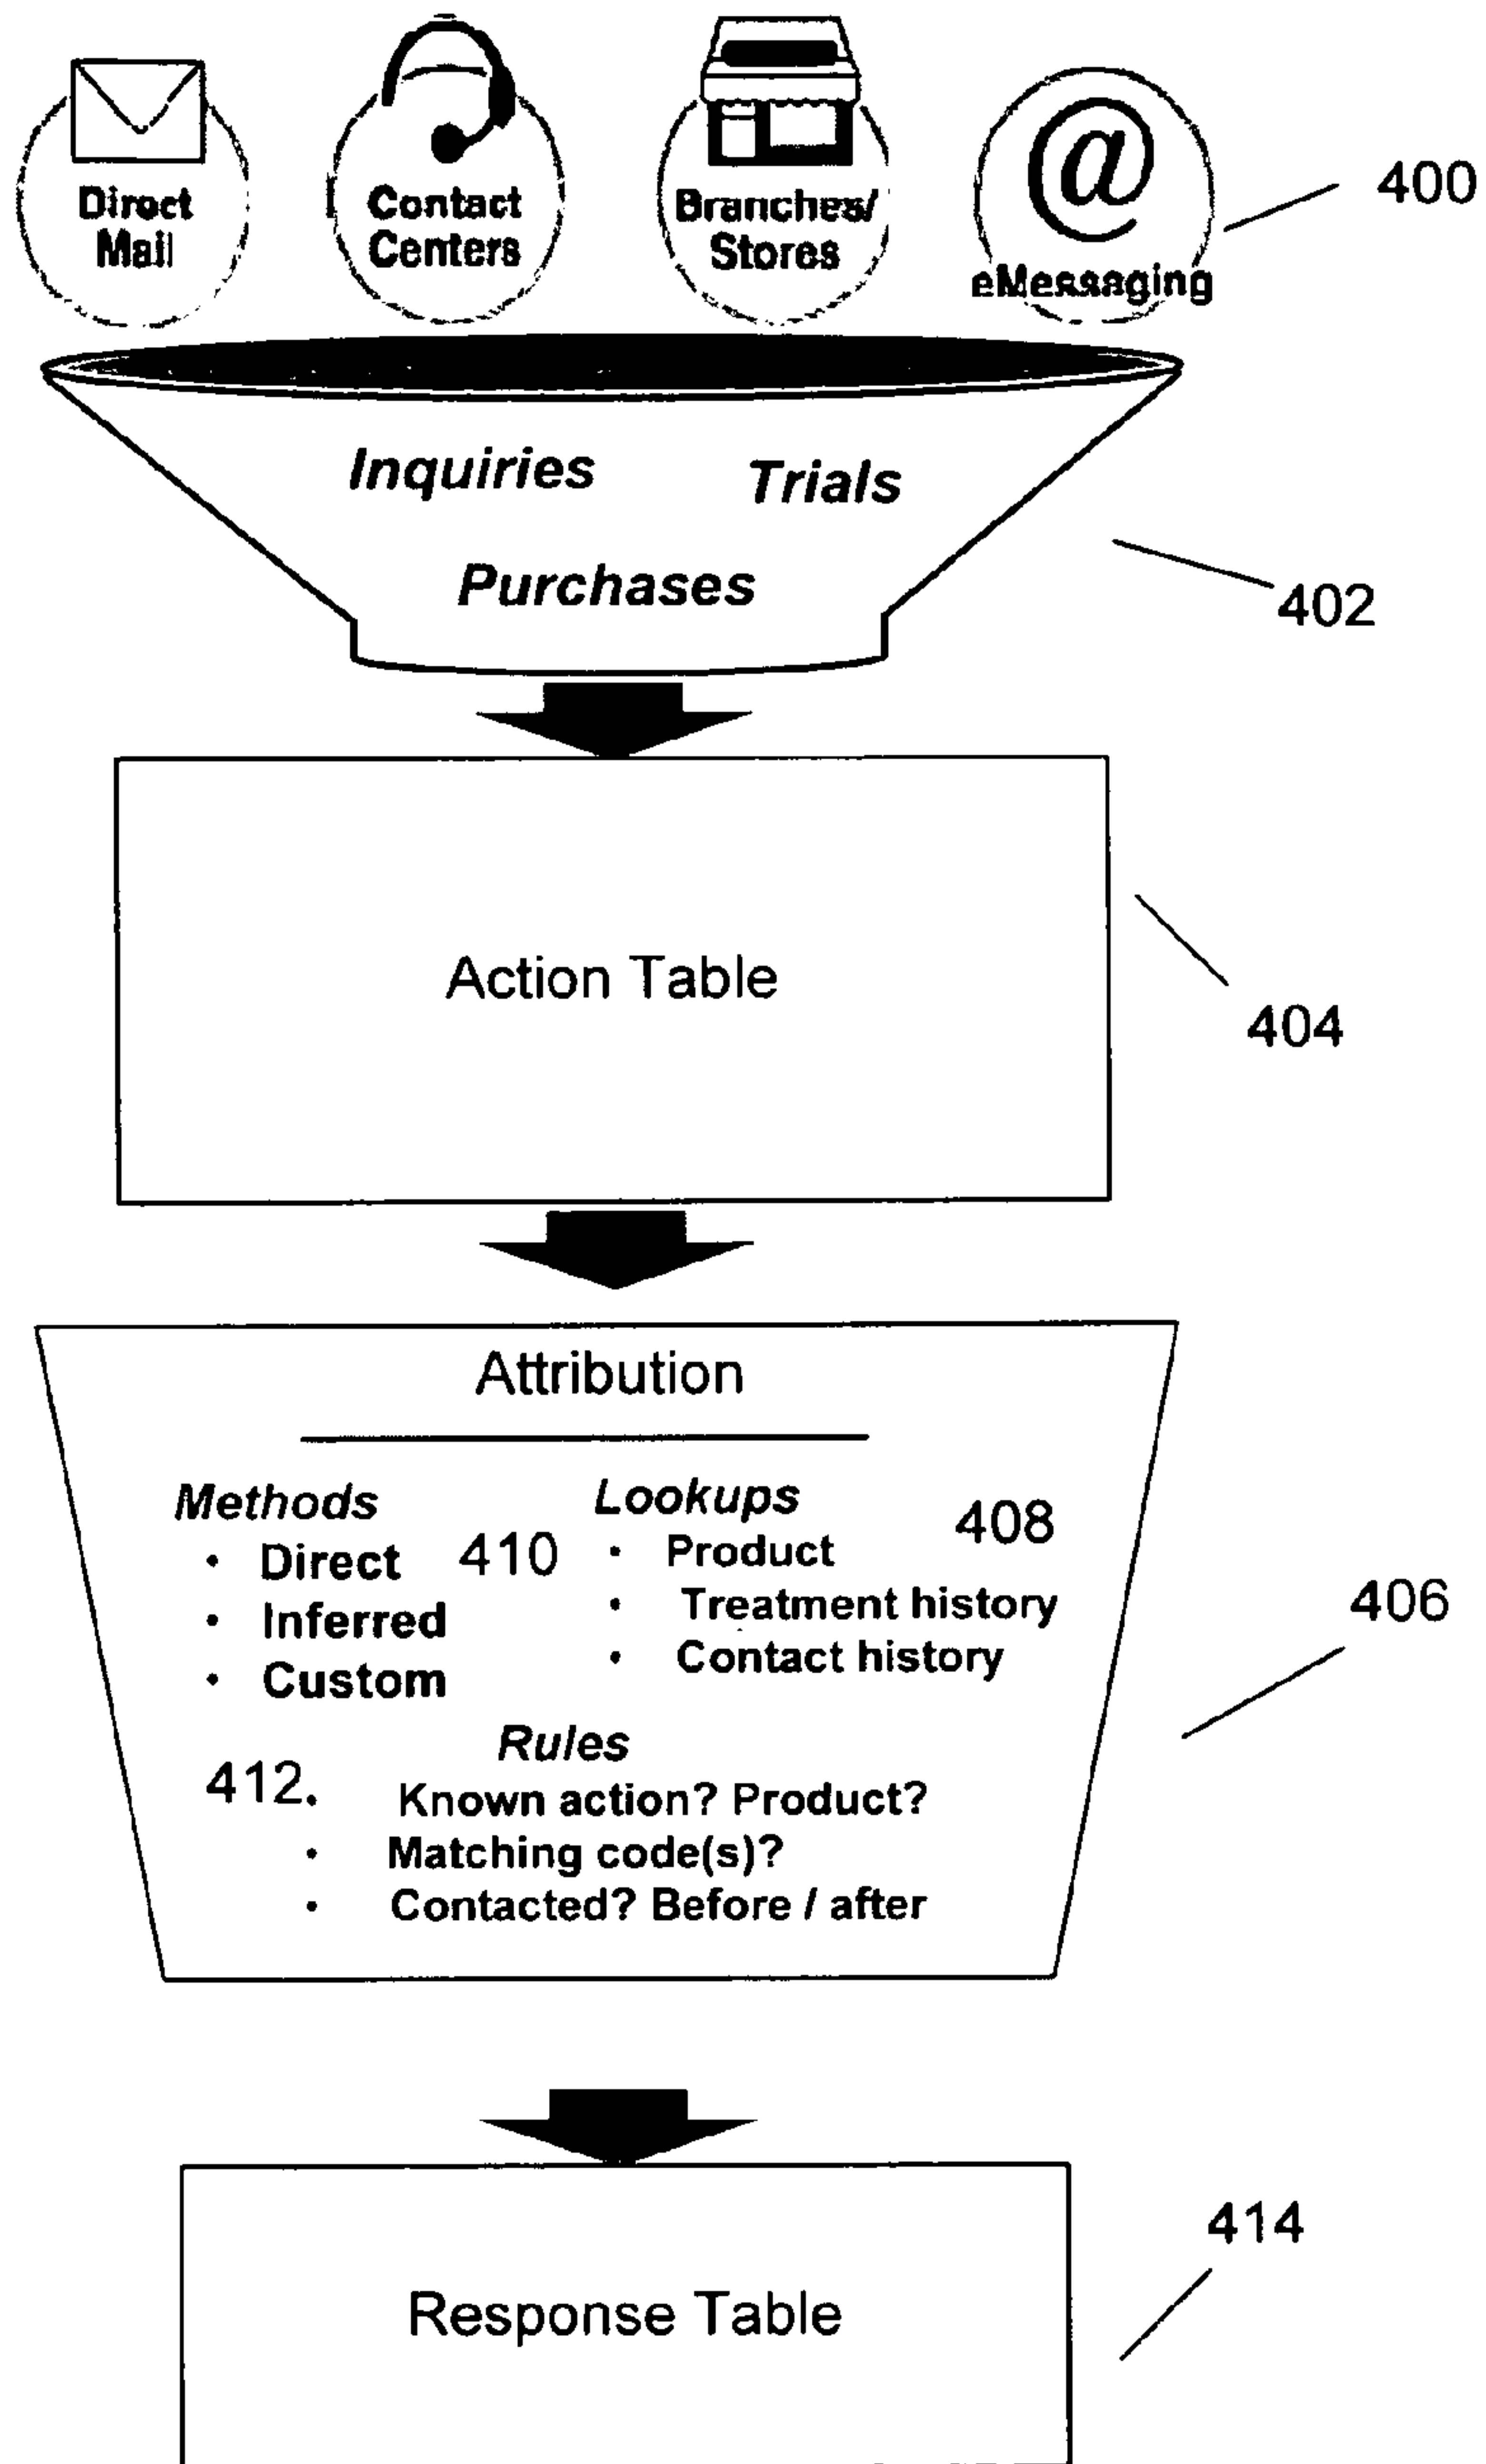 Direct
Mail
Contact
Centers
Branches/
Stores
@
eMessaging
400
Inquiries
Trials
Purchases
402
Action Table
404
Attribution
Methods
Lookups
408
• Direct
410
• Product
• Inferred
• Treatment history
• Custom
• Contact history
406
Rules
412
• Known action? Product?
• Matching code(s)?
• Contacted? Before / after
414
Response Table